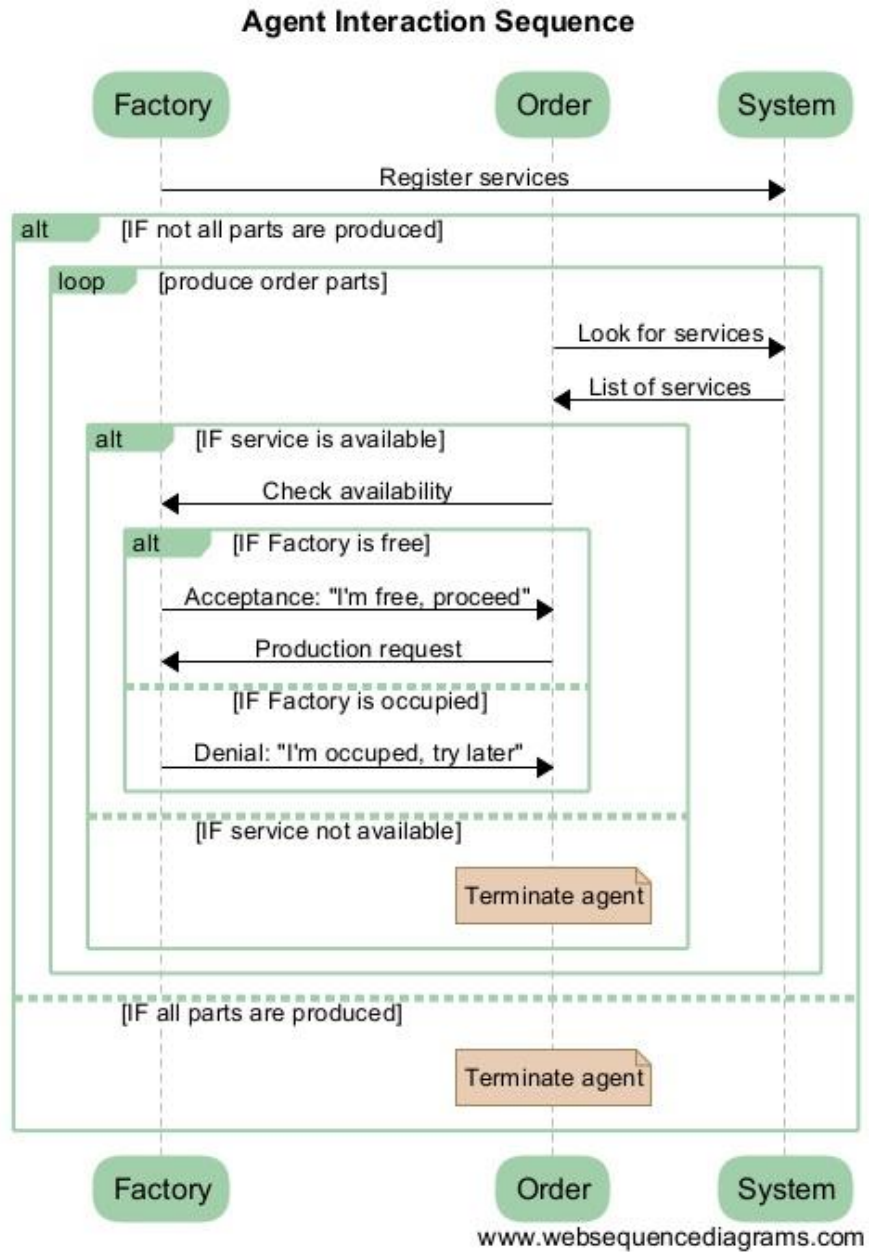 Agent Interaction Sequence
Factory
Order
System
Register services
alt
[IF not all parts are produced]
loop
[produce order parts]
Look for services
List of services
alt
[IF service is available]
Check availability
alt
[IF Factory is free]
Acceptance: "I'm free, proceed"
Production request
[IF Factory is occupied]
Denial: "I'm occuped, try later"
[IF service not available]
Terminate agent
[IF all parts are produced]
Terminate agent
Factory
Order
System
www.websequencediagrams.com